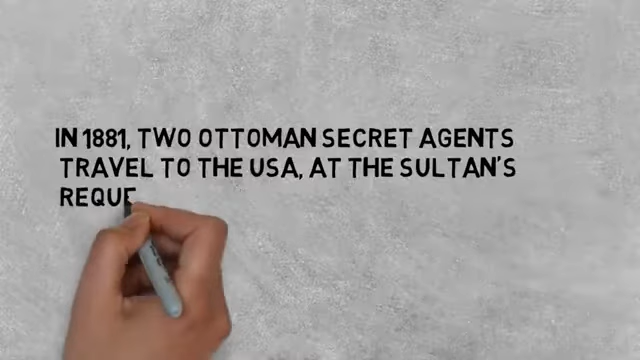 IN 1881, TWO OTTOMAN SECRET AGENTS
TRAVEL TO THE USA, AT THE SULTAN'S
REQUE